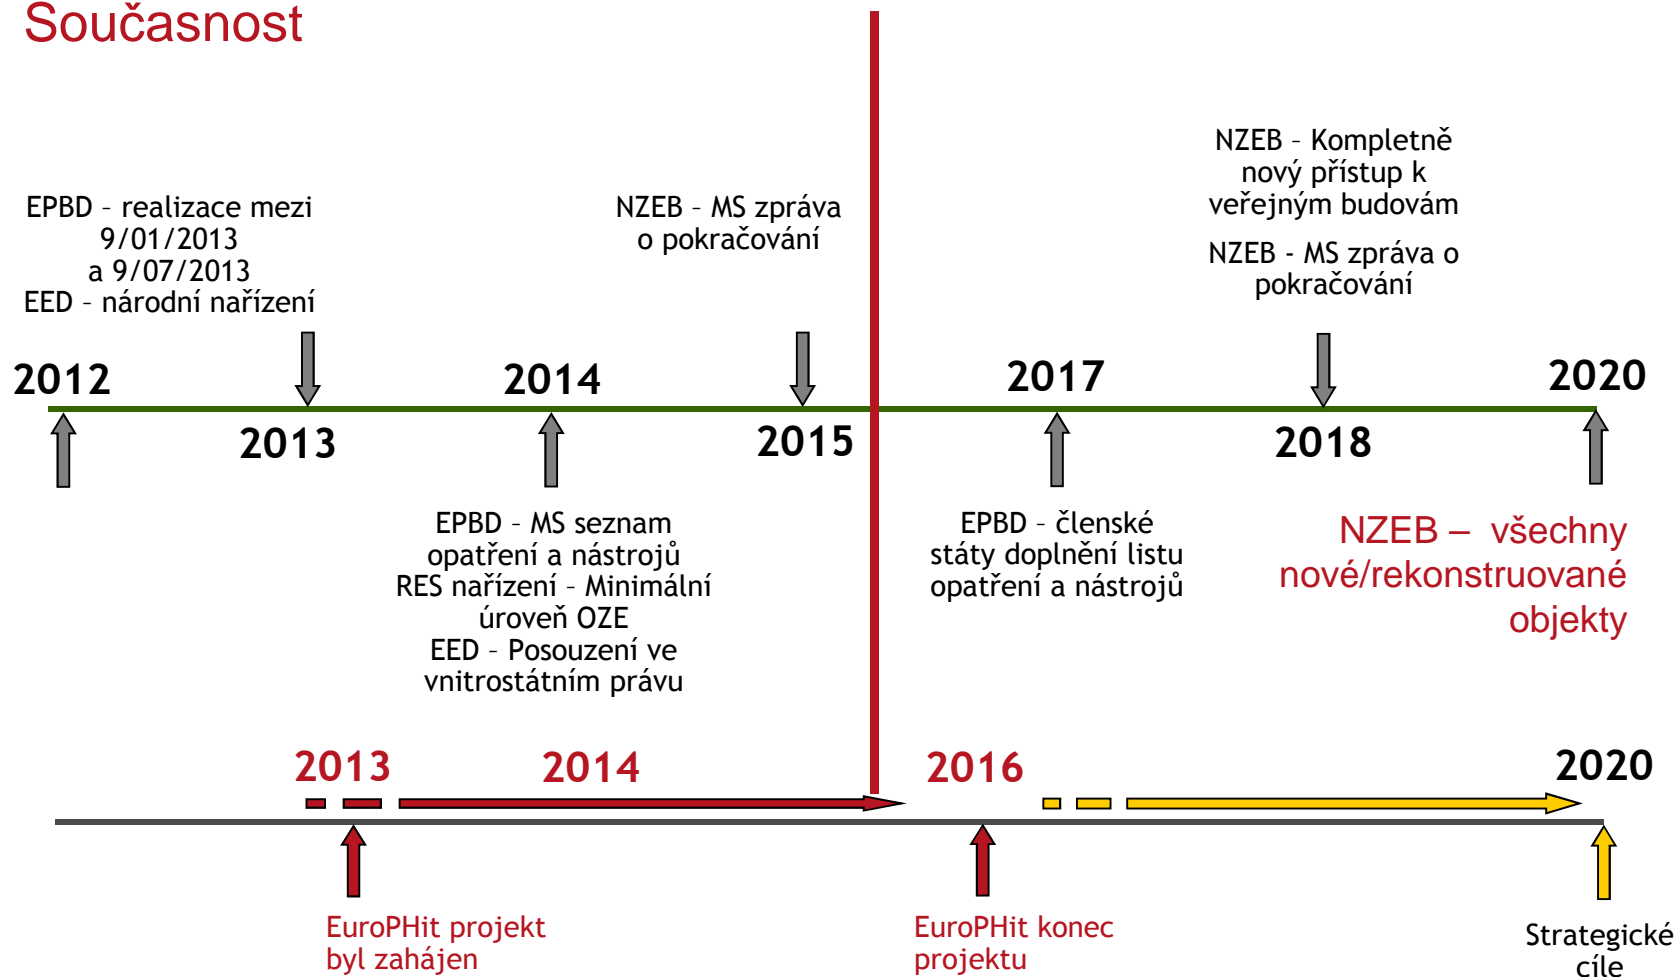 Současnost
EPBD – realizace mezi
9/01/2013
a 9/07/2013
EED – národní nařízení
NZEB – MS zpráva
o pokračování
NZEB – Kompletně
nový přístup k
veřejným budovám
NZEB - MS zpráva o
pokračování
2012
2013
2014
2015
2017
2018
2020
EPBD – MS seznam
opatření a nástrojů
RES nařízení – Minimální
úroveň OZE
EED – Posouzení ve
vnitrostátním právu
EPBD – členské
státy doplnění listu
opatření a nástrojů
NZEB – všechny
nové/rekonstruované
objekty
2013
2014
2016
2020
EuroPHit projekt
byl zahájen
EuroPHit konec
projektu
Strategické
cíle